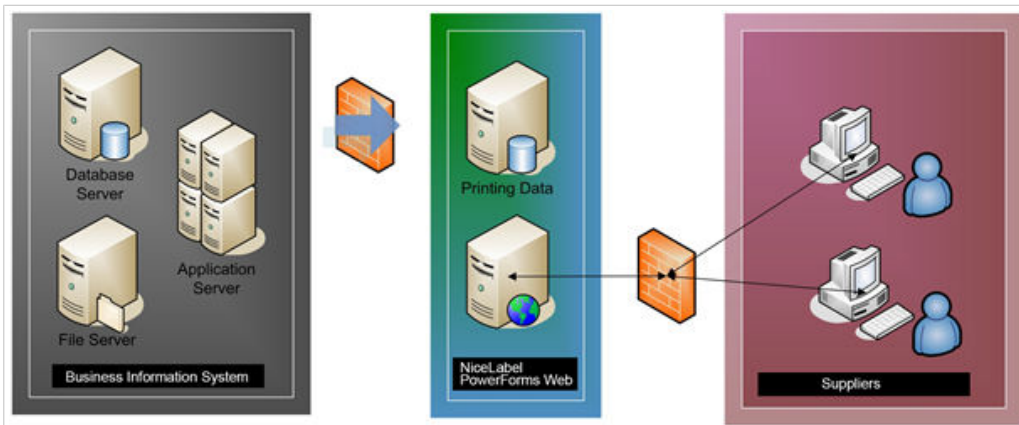 Database
Server
Application
Server
File Server
Business Information System
Printing Data
NiceLabel
PowerForms Web
Suppliers